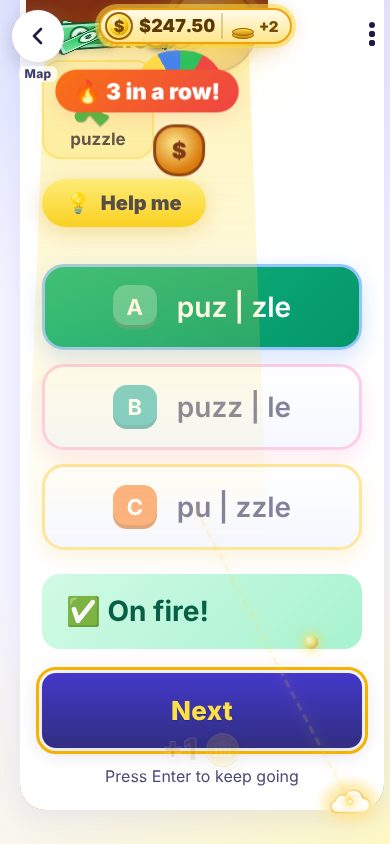 $ $247.50 +2
Map
🔥 3 in a row!
puzzle
$
💡 Help me
A puz | zle
B puzz | le
C pu | zzle
✅ On fire!
Next
+1
Press Enter to keep going